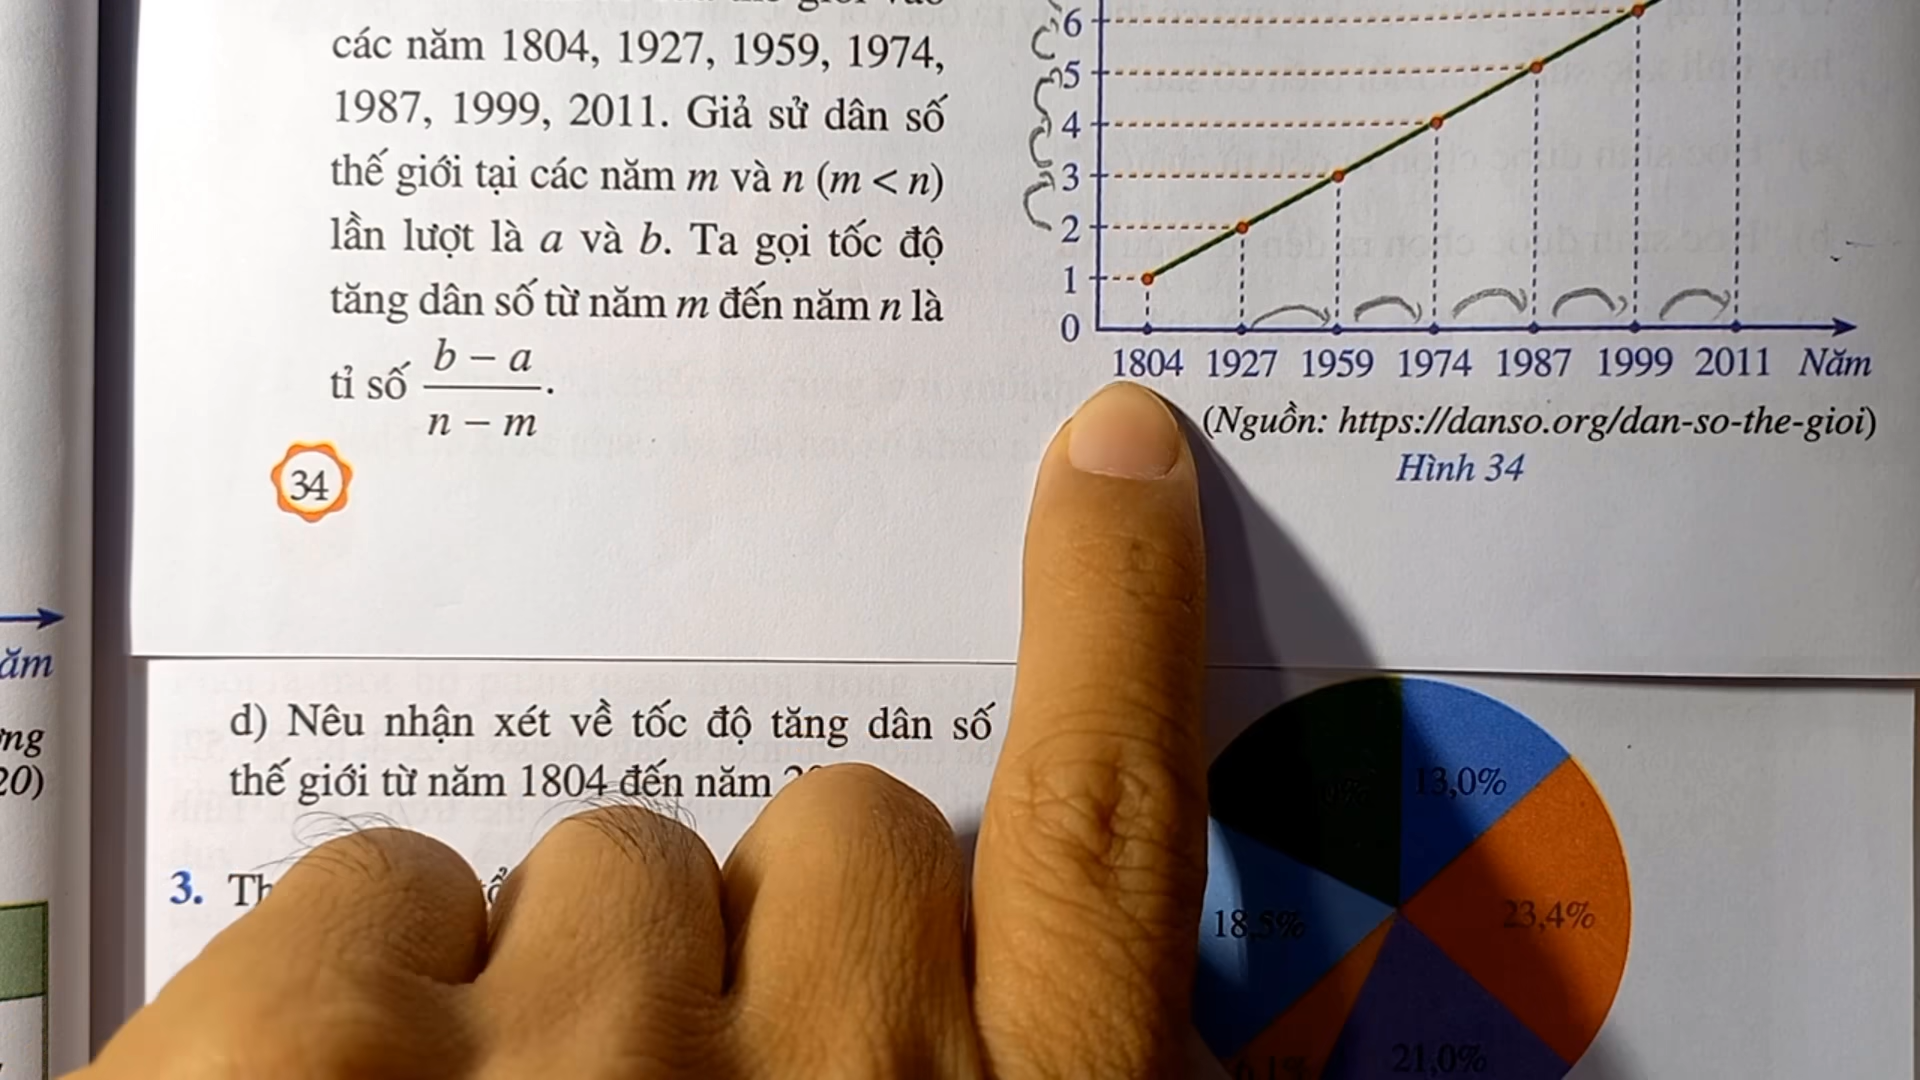 các năm 1804, 1927, 1959, 1974,
1987, 1999, 2011. Giả sử dân số
thế giới tại các năm m và n (m < n)
lần lượt là a và b. Ta gọi tốc độ
tăng dân số từ năm m đến năm n là
tỉ số b – a / n – m.
34
6
5
4
3
2
1
0
1804 1927 1959 1974 1987 1999 2011 Năm
(Nguồn: https://danso.org/dan-so-the-gioi)
Hình 34
ăm
20)
d) Nêu nhận xét về tốc độ tăng dân số
thế giới từ năm 1804 đến năm
3.
13,0%
23,4%
18,5%
21,0%
6,1%